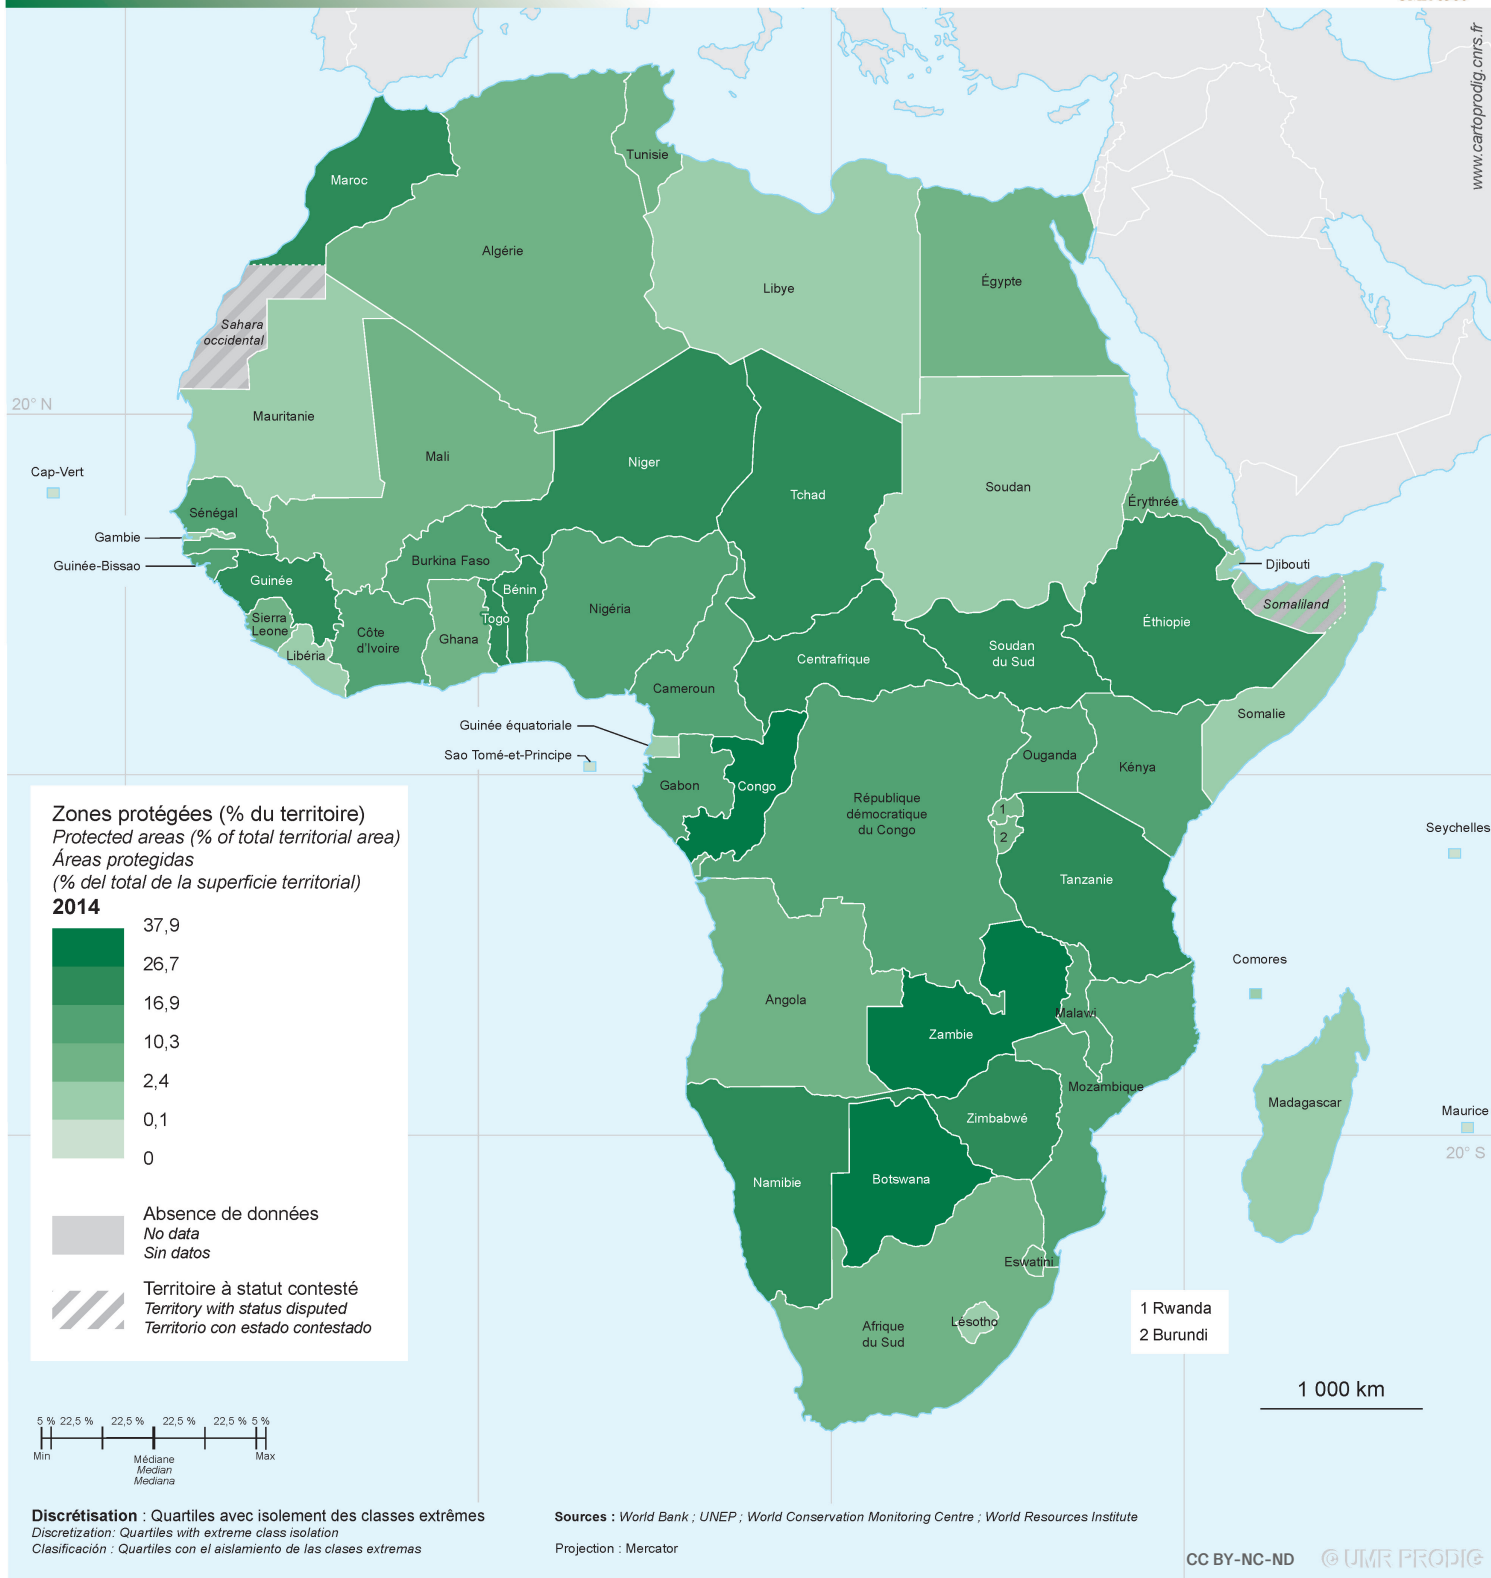 www.cartoprodig.cnrs.fr
Maroc
Tunisie
Algérie
Libye
Égypte
Sahara
occidental
20° N
Mauritanie
Mali
Niger
Tchad
Soudan
Érythrée
Cap-Vert
Sénégal
Gambie
Guinée-Bissao
Guinée
Burkina Faso
Bénin
Togo
Nigéria
Djibouti
Somaliland
Sierra
Leone
Libéria
Côte
d'Ivoire
Ghana
Éthiopie
Centrafrique
Soudan
du Sud
Cameroun
Somalie
Guinée équatoriale
Sao Tomé-et-Principe
Gabon
Congo
Ouganda
Kénya
République
démocratique
du Congo
1
2
Seychelles
Tanzanie
Comores
Angola
Malawi
Zambie
Mozambique
Madagascar
Maurice
20° S
Zimbabwé
Namibie
Botswana
Eswatini
Lésotho
Afrique
du Sud
Zones protégées (% du territoire)
Protected areas (% of total territorial area)
Áreas protegidas
(% del total de la superficie territorial)
2014
37,9
26,7
16,9
10,3
2,4
0,1
0
Absence de données
No data
Sin datos
Territoire à statut contesté
Territory with status disputed
Territorio con estado contestado
1 Rwanda
2 Burundi
1 000 km
5 % 22,5 % 22,5 % 22,5 % 22,5 % 5 %
Min
Max
Médiane
Median
Mediana
Discrétisation : Quartiles avec isolement des classes extrêmes
Discretization: Quartiles with extreme class isolation
Clasificación : Quartiles con el aislamiento de las clases extremas
Sources : World Bank ; UNEP ; World Conservation Monitoring Centre ; World Resources Institute
Projection : Mercator
CC BY-NC-ND
© UMR PRODIG